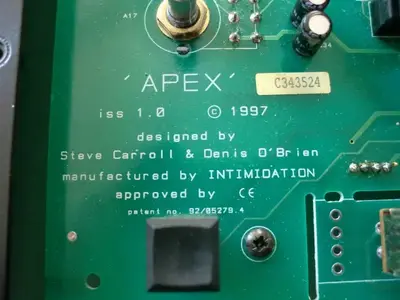 A17
'APEX' C343524
iss 1.0 © 1997
designed by
Steve Carroll & Denis O'Brien
manufactured by INTIMIDATION
approved by CE
patent no. 92/05279.4